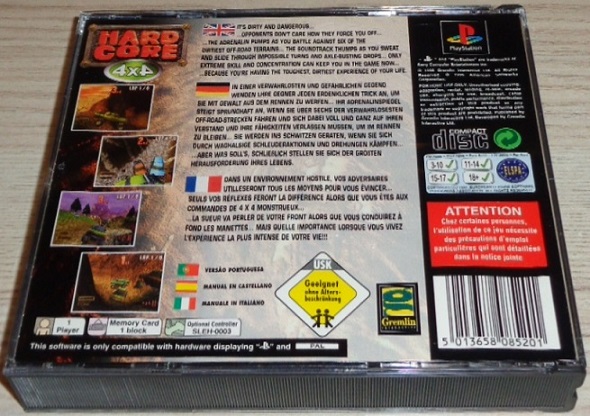 HARD
CORE
4x4
IT'S DIRTY AND DANGEROUS...
...OPPONENTS DON'T CARE HOW THEY FORCE YOU OFF...
...THE ADRENALIN PUMPS AS YOU BATTLE AGAINST SIX OF THE
DIRTIEST OFF-ROAD TERRAINS... THE SOUNDTRACK THUMPS AS YOU SWEAT
AND SLIDE THROUGH IMPOSSIBLE TURNS AND AXLE-BUSTING DROPS... ONLY
EXTREME SKILL AND CONCENTRATION CAN KEEP YOU IN THE GAME NOW...
...BECAUSE YOU'RE HAVING THE TOUGHEST, DIRTIEST EXPERIENCE OF YOUR LIFE.
IN EINER VERWAHRLOSTEN UND GEFÄHRLICHEN GEGEND
WENDEN IHRE GEGNER JEDEN ERDENKLICHEN TRICK AN, UM
SIE MIT GEWALT AUS DEM RENNEN ZU WERFEN... IHR ADRENALINSPIEGEL
STEIGT SPRUNGHAFT AN, WENN SIE ÜBER SECHS DER VERWAHRLOSESTEN
OFF-ROAD-STRECKEN FAHREN UND SICH DABEI VOLL UND GANZ AUF IHREN
VERSTAND UND IHRE FÄHIGKEITEN VERLASSEN MÜSSEN, UM IM RENNEN
ZU BLEIBEN... SIE WERDEN INS SCHWITZEN GERATEN, WENN SIE SICH
DURCH WAGHALSIGE SCHLEUDERAKTIONEN UND DREHUNGEN KÄMPFEN...
...ABER WAS SOLL'S, SCHLIEßLICH STELLEN SIE SICH DER GRÖßTEN
HERAUSFORDERUNG IHRES LEBENS.
DANS UN ENVIRONNEMENT HOSTILE, VOS ADVERSAIRES
UTILISERONT TOUS LES MOYENS POUR VOUS ÉVINCER...
SEULS VOS RÉFLEXES FERONT LA DIFFÉRENCE ALORS QUE VOUS ÊTES AUX
COMMANDES DE 4 X 4 MONSTRUEUX...
...LA SUEUR VA PERLER DE VOTRE FRONT ALORS QUE VOUS CONDUIREZ À
FOND LES MANETTES... MAIS QUELLE IMPORTANCE LORSQUE VOUS VIVEZ
L'EXPÉRIENCE LA PLUS INTENSE DE VOTRE VIE!!!
VERSÃO PORTUGUESA
MANUAL EN CASTELLANO
MANUALE IN ITALIANO
USK
Geeignet
ohne Alters-
beschränkung
g
Gremlin
PlayStation
COMPACT
disc
3-10
11-14
15-17
18+
ELSPA
ATTENTION
Chez certaines personnes,
l'utilisation de ce jeu nécessite
des précautions d'emploi
particulières qui sont détaillées
dans la notice jointe
5 013658 085201
1
Player
Memory Card
1 block
Optional Controller
SLEH-0003
This software is only compatible with hardware displaying " " and PAL